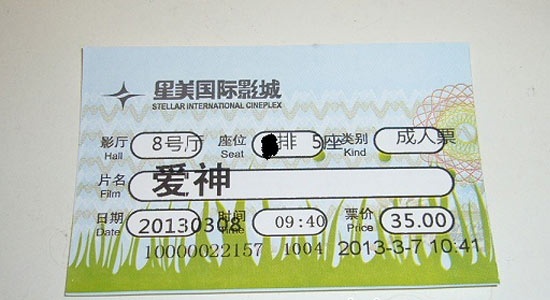 星美国际影城
STELLAR INTERNATIONAL CINEPLEX
影厅 8号厅 座位 排 5座 类别 成人票
Hall Seat Kind
片名 爱神
Film
日期 20130308 时间 09:40 票价 35.00
Date Time Price
10000022157 1004 2013-3-7 10:41